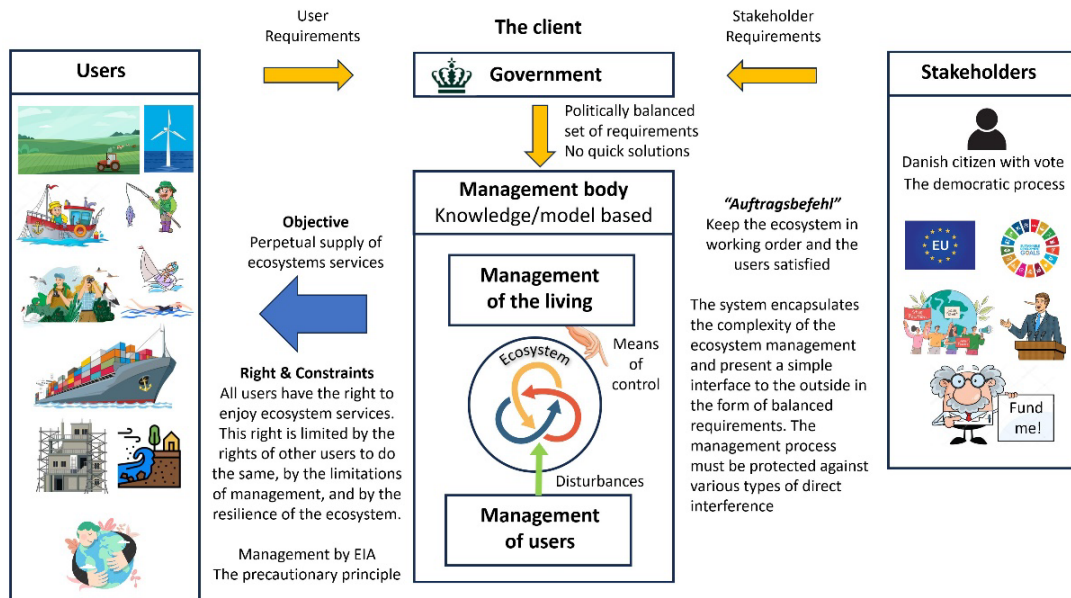 User
Requirements
The client
Stakeholder
Requirements
Users
Government
Stakeholders
Politically balanced
set of requirements
No quick solutions
Danish citizen with vote
The democratic process
Management body
Knowledge/model based
Objective
Perpetual supply of
ecosystems services
“Auftragsbefehl”
Keep the ecosystem in
working order and the
users satisfied
EU
Management
of the living
The system encapsulates
the complexity of the
ecosystem management
and present a simple
interface to the outside in
the form of balanced
requirements. The
management process
must be protected against
various types of direct
interference
Ecosystem
Means
of
control
Right & Constraints
All users have the right to
enjoy ecosystem services.
This right is limited by the
rights of other users to do
the same, by the limitations
of management, and by the
resilience of the ecosystem.
Fund
me!
Disturbances
Management
of users
Management by EIA
The precautionary principle